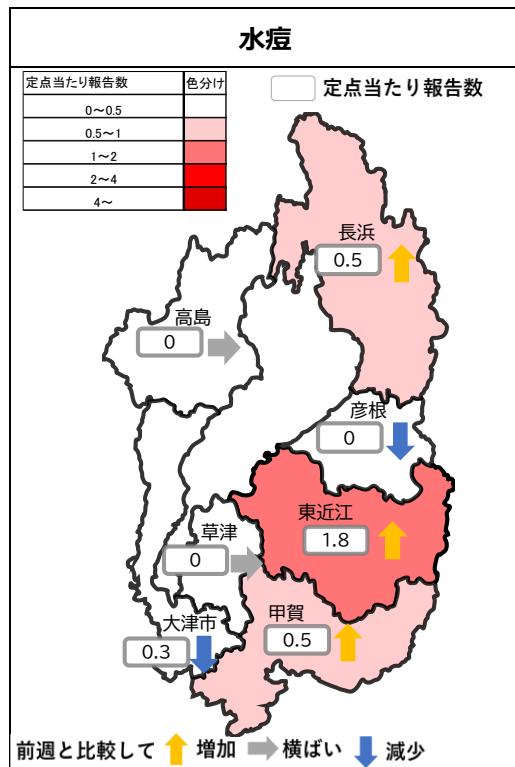 水痘
定点当たり報告数 色分け
0～0.5
0.5～1
1～2
2～4
4～
定点当たり報告数
長浜
0.5
高島
0
彦根
0
東近江
1.8
草津
0
甲賀
0.5
大津市
0.3
前週と比較して 増加 横ばい 減少